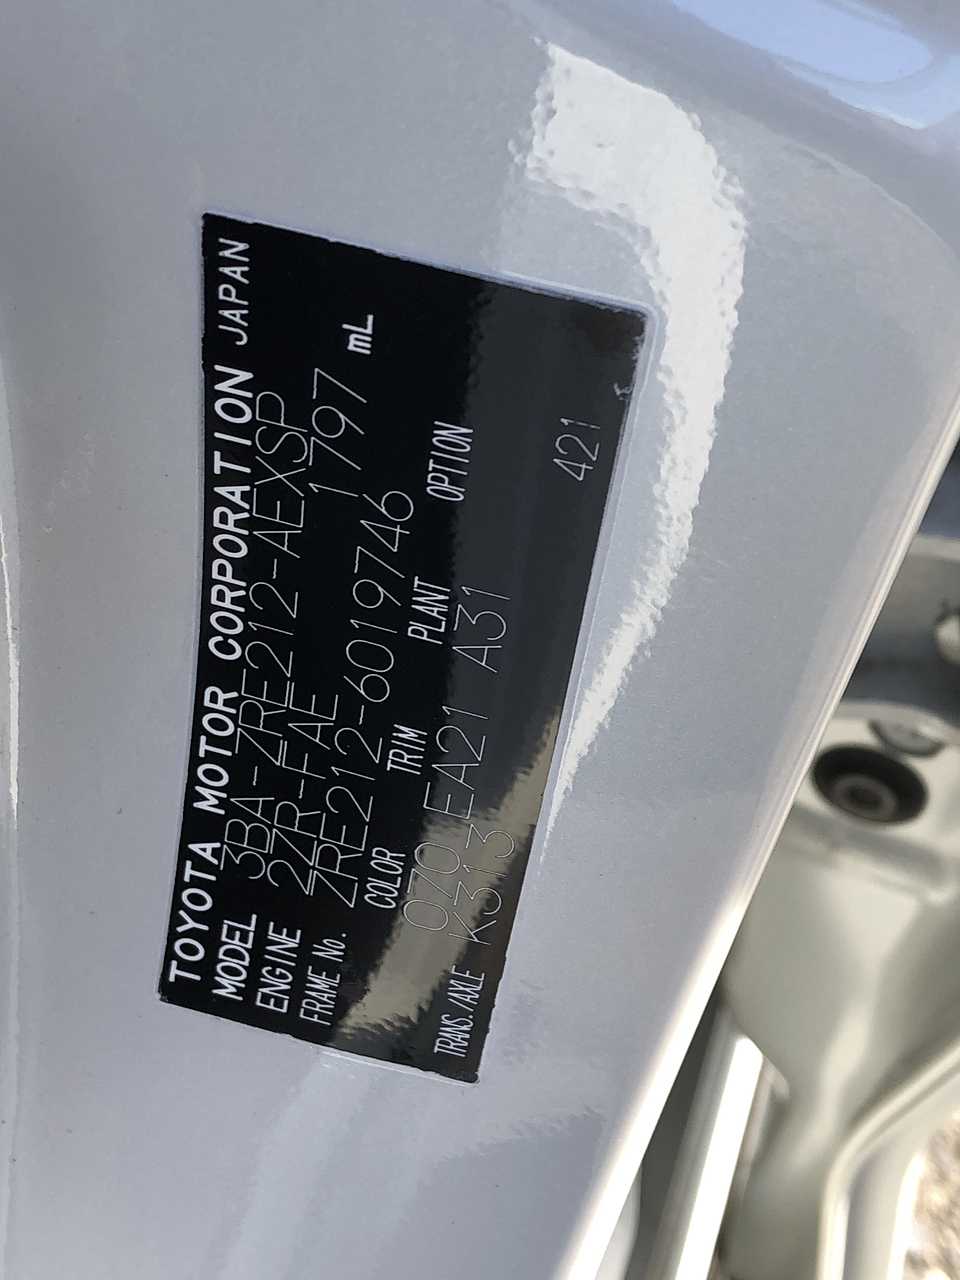 TOYOTA MOTOR CORPORATION JAPAN
MODEL 3BA-ZRE212-AEXSP
ENGINE 2ZR-FAE 1797 mL
FRAME No. ZRE212-6019746
COLOR TRIM PLANT OPTION
070 EA21 A31
TRANS./AXLE K313
421